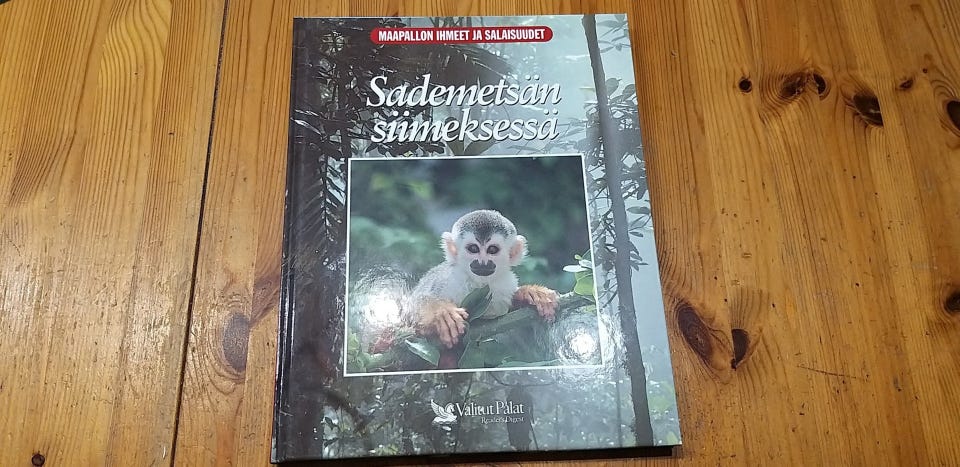 MAAPALLON IHMEET JA SALAISUUDET
Sademetsän
siimeksessä
Valitut Palat
Reader's Digest